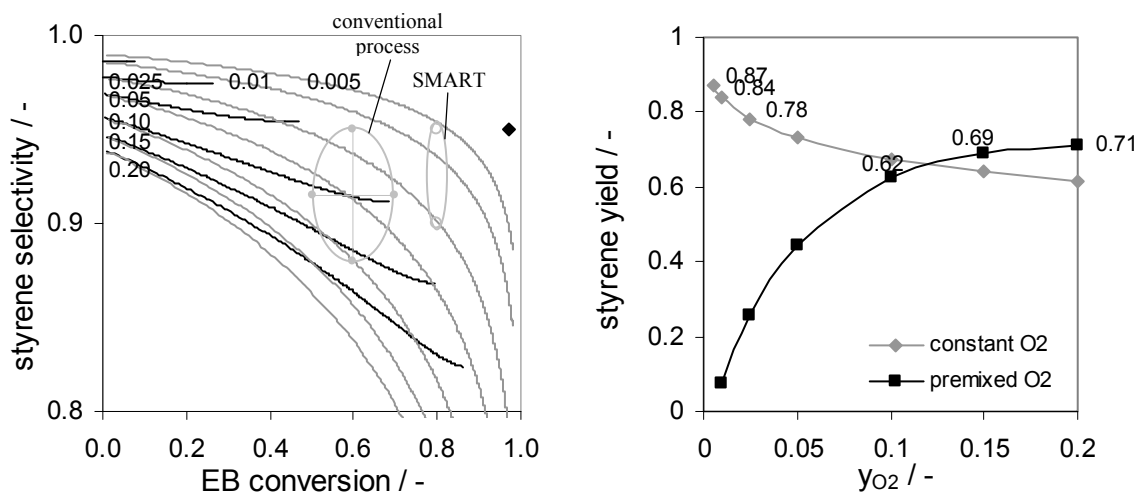 conventional
process
SMART
1.0
0.9
0.8
0.025 0.01 0.005
0.05
0.10
0.15
0.20
0.0 0.2 0.4 0.6 0.8 1.0
EB conversion / -
styrene selectivity / -
1
0.8
0.6
0.4
0.2
0
0.87
0.84
0.78
0.62
0.69
0.71
constant O2
premixed O2
0 0.05 0.1 0.15 0.2
yO2 / -
styrene yield / -